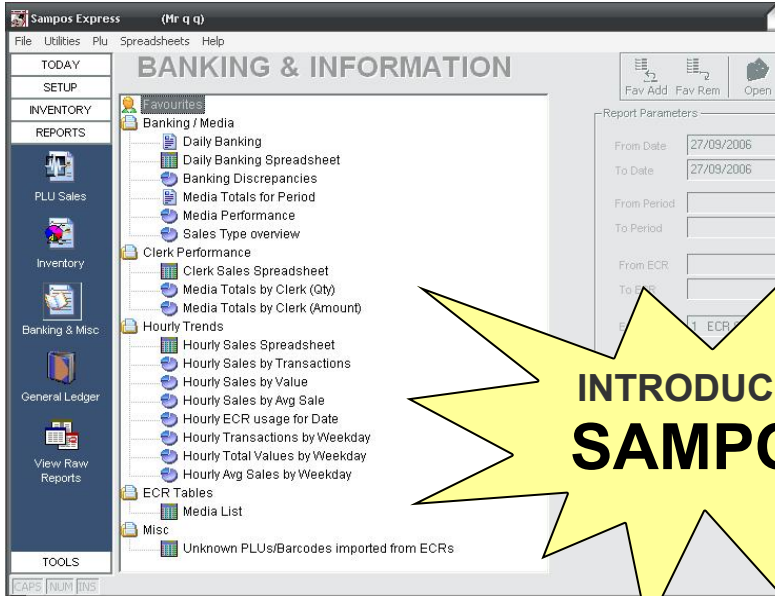 Sampos Express (Mr q q)
File Utilities Plu Spreadsheets Help
TODAY
SETUP
INVENTORY
REPORTS
PLU Sales
Inventory
Banking & Misc
General Ledger
View Raw
Reports
TOOLS
CAPS NUM INS
BANKING & INFORMATION
Favourites
Banking / Media
Daily Banking
Daily Banking Spreadsheet
Banking Discrepancies
Media Totals for Period
Media Performance
Sales Type overview
Clerk Performance
Clerk Sales Spreadsheet
Media Totals by Clerk (Qty)
Media Totals by Clerk (Amount)
Hourly Trends
Hourly Sales Spreadsheet
Hourly Sales by Transactions
Hourly Sales by Value
Hourly Sales by Avg Sale
Hourly ECR usage for Date
Hourly Transactions by Weekday
Hourly Total Values by Weekday
Hourly Avg Sales by Weekday
ECR Tables
Media List
Misc
Unknown PLUs/Barcodes imported from ECRs
Fav Add Fav Rem Open
Report Parameters
From Date 27/09/2006
To Date 27/09/2006
From Period
To Period
From ECR
To
1 ECR
INTRODUC
SAMPO